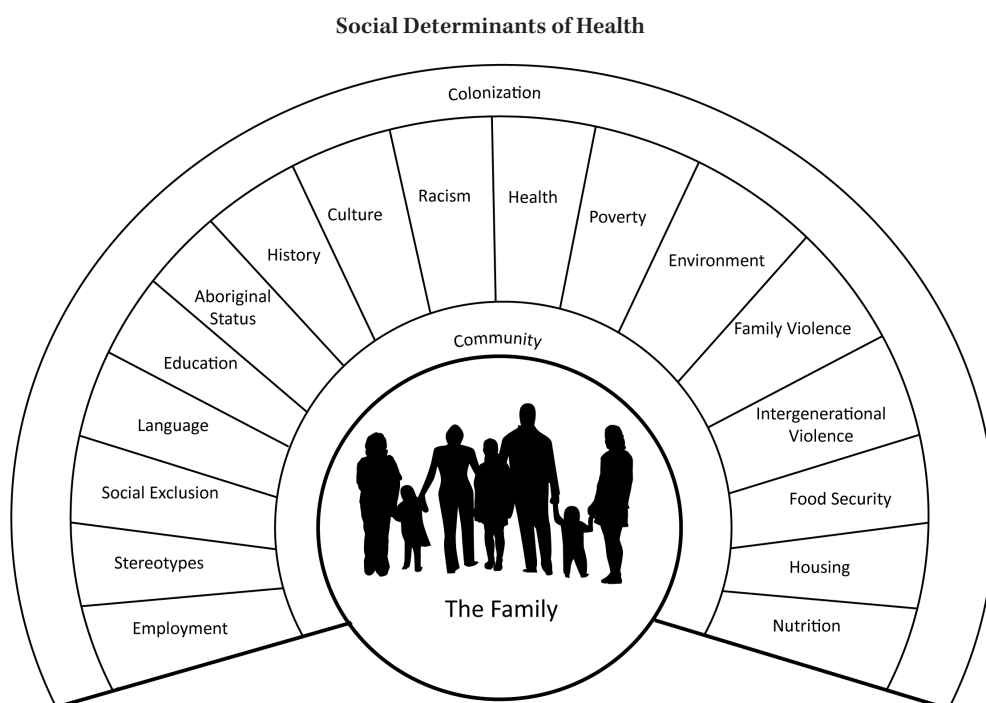 Social Determinants of Health
Colonization
Employment
Stereotypes
Social Exclusion
Language
Education
Aboriginal
Status
History
Culture
Racism
Health
Poverty
Environment
Family Violence
Intergenerational
Violence
Food Security
Housing
Nutrition
Community
The Family